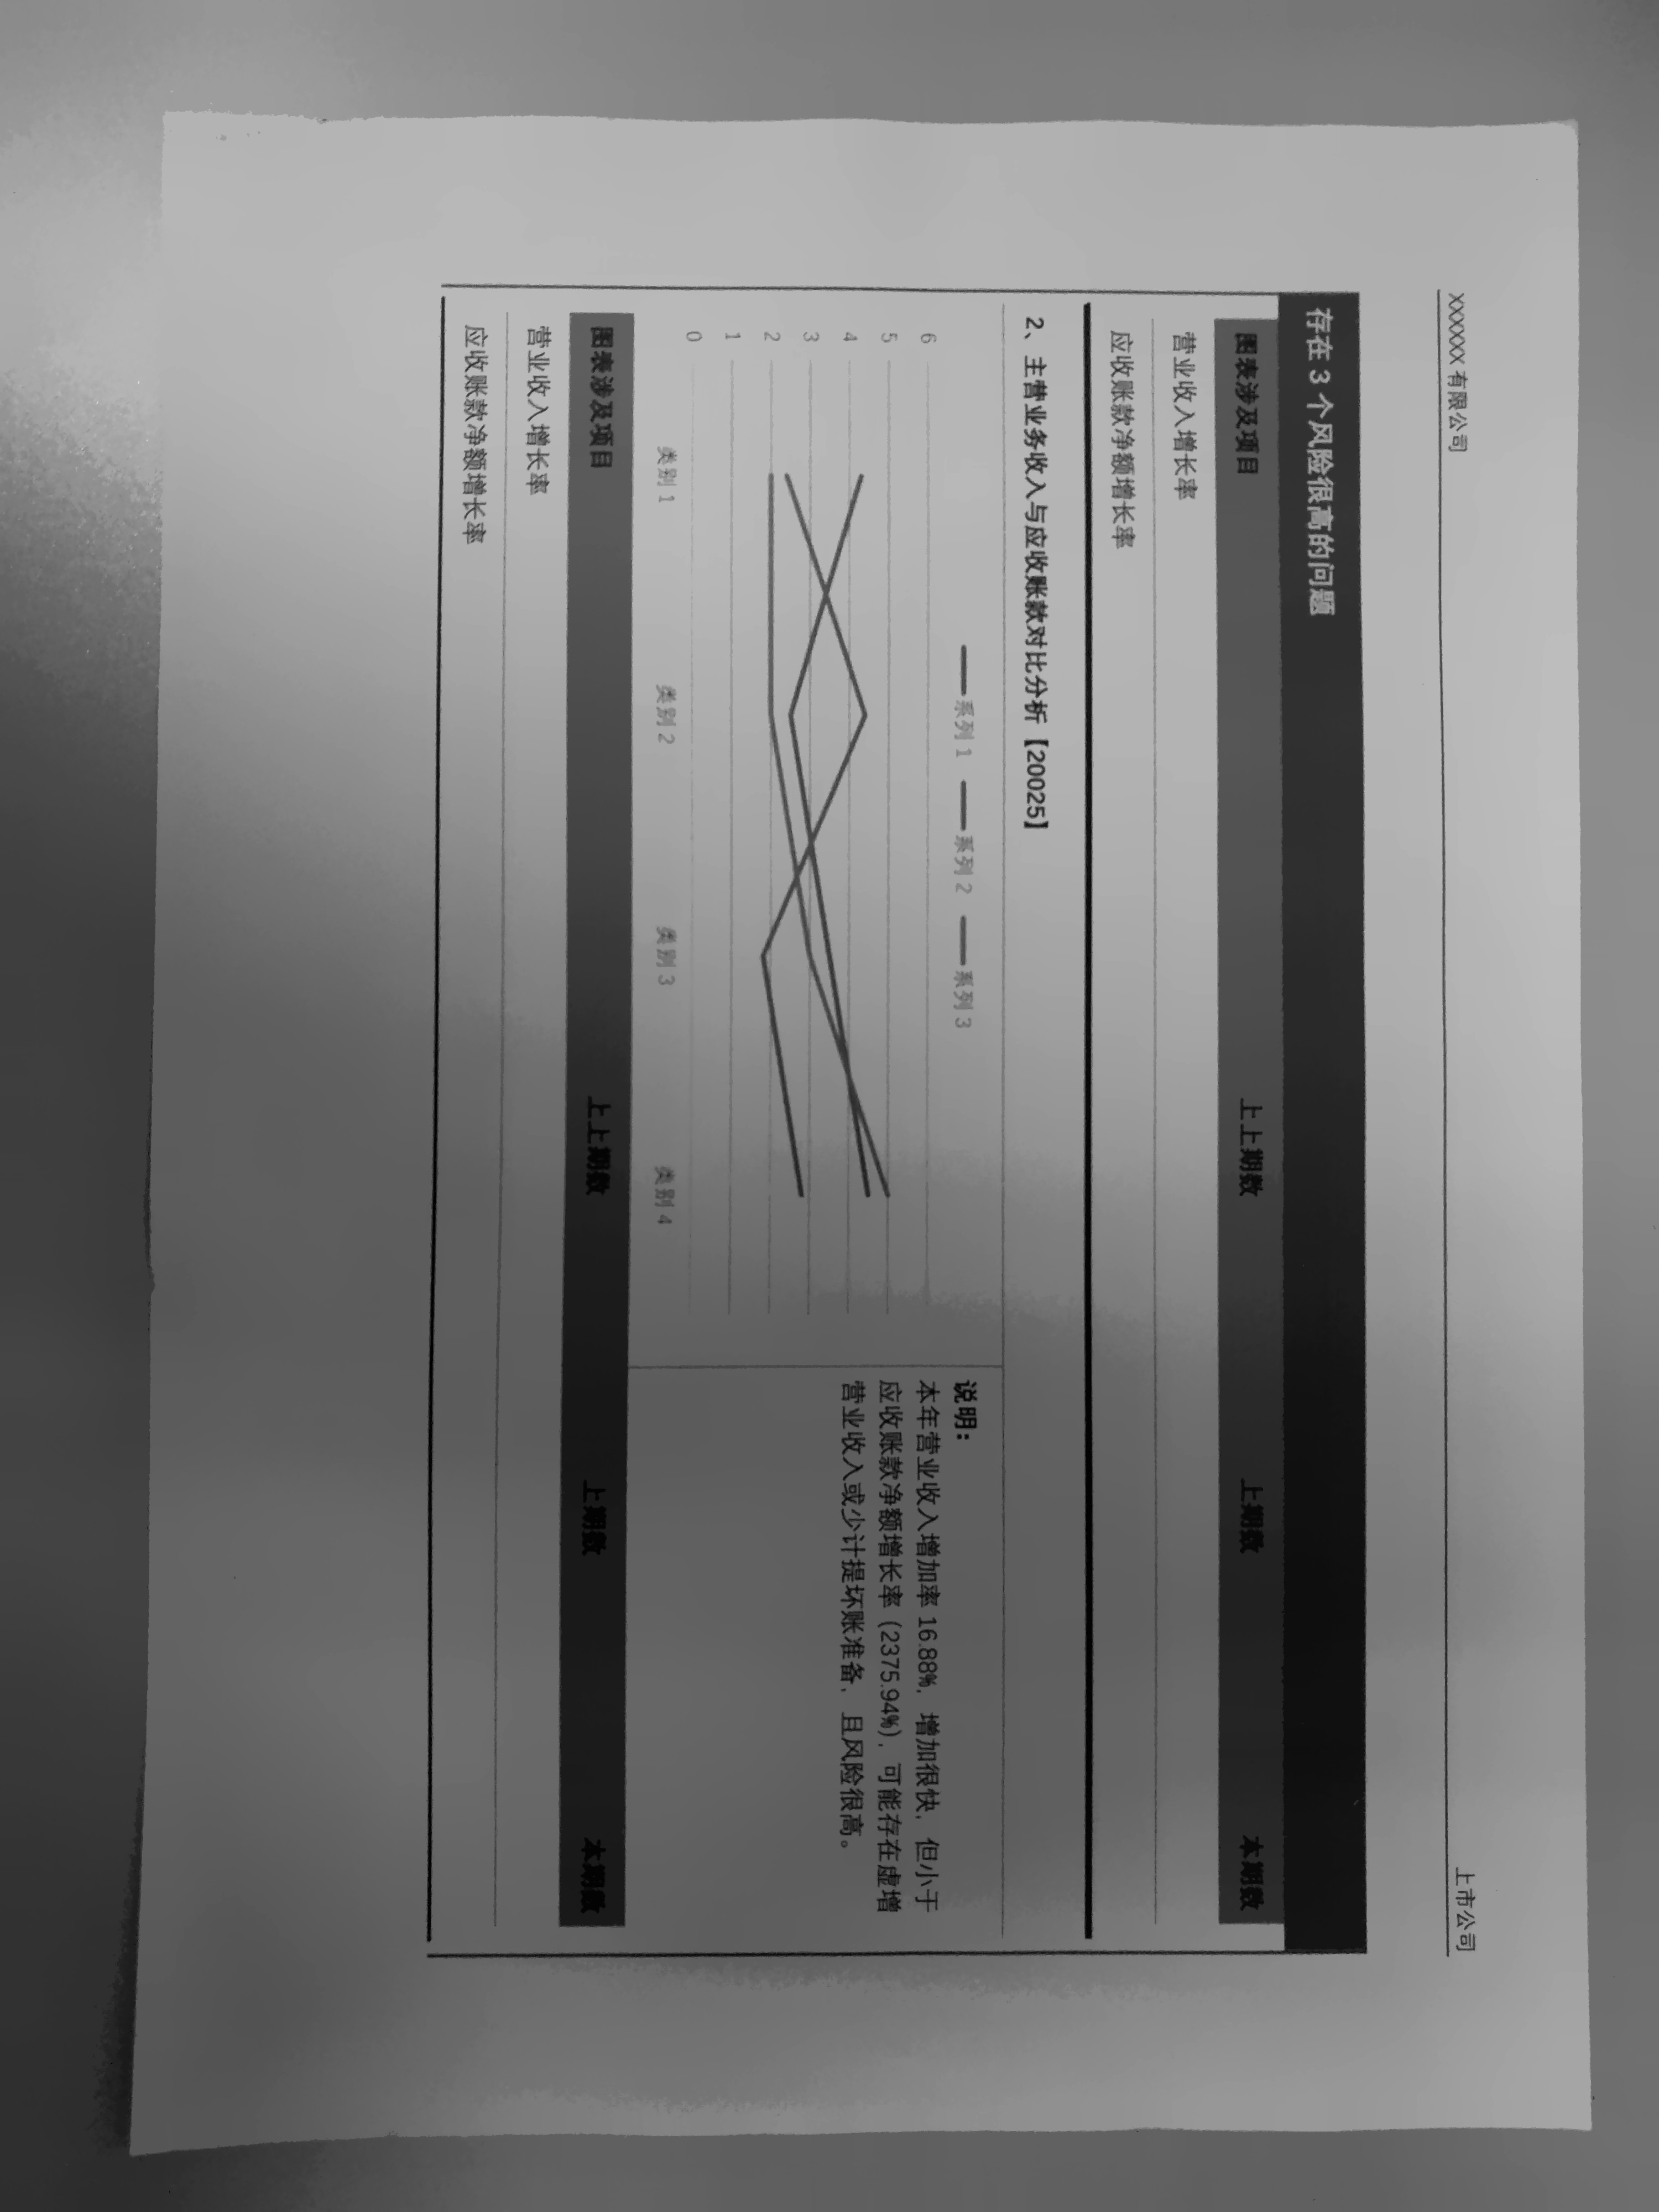 XXXXXX 有限公司 上市公司
存在 3 个风险很高的问题
图表涉及项目 上上期数 上期数 本期数
营业收入增长率
应收账款净额增长率
2、主营业务收入与应收账款对比分析【20025】
系列 1 系列 2 系列 3
6
5
4
3
2
1
0
类别 1 类别 2 类别 3 类别 4
说明：
本年营业收入增加率 16.88%，增加很快，但小于
应收账款净额增长率（2375.94%），可能存在虚增
营业收入或少计提坏账准备，且风险很高。
图表涉及项目 上上期数 上期数 本期数
营业收入增长率
应收账款净额增长率